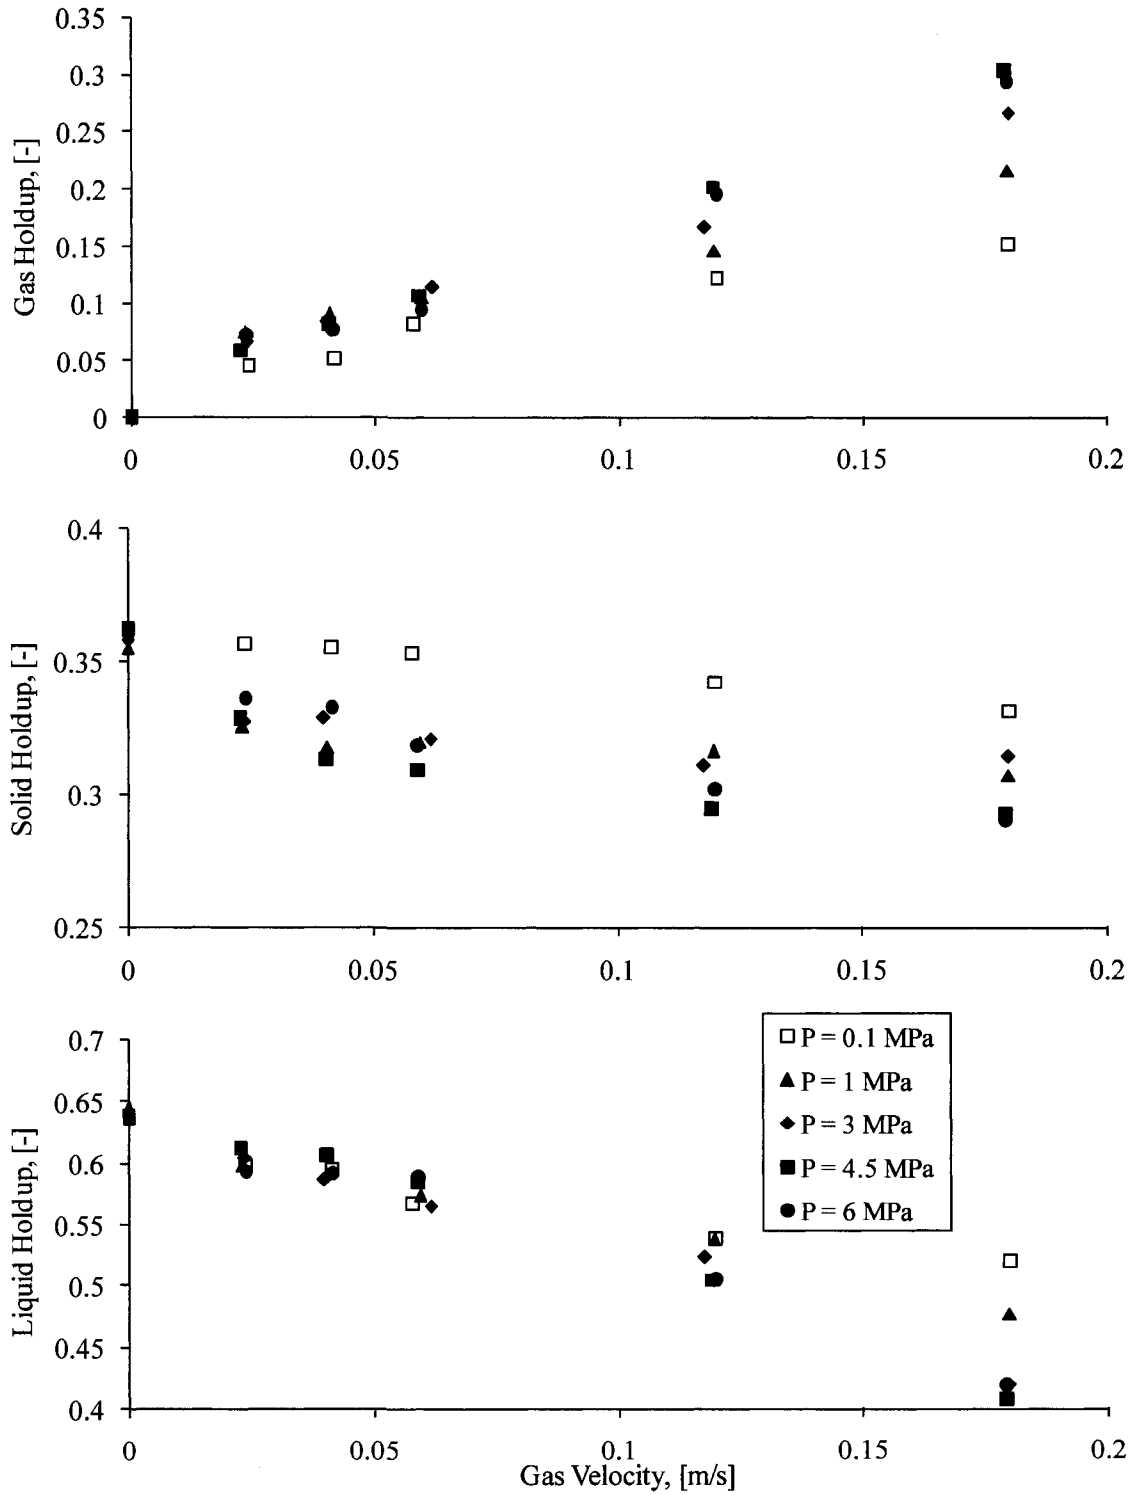 0.35
0.3
0.25
0.2
0.15
0.1
0.05
0
Gas Holdup, [-]
0 0.05 0.1 0.15 0.2
0.4
0.35
0.3
0.25
Solid Holdup, [-]
0 0.05 0.1 0.15 0.2
0.7
0.65
0.6
0.55
0.5
0.45
0.4
Liquid Holdup, [-]
P = 0.1 MPa
P = 1 MPa
P = 3 MPa
P = 4.5 MPa
P = 6 MPa
0 0.05 0.1 0.15 0.2
Gas Velocity, [m/s]